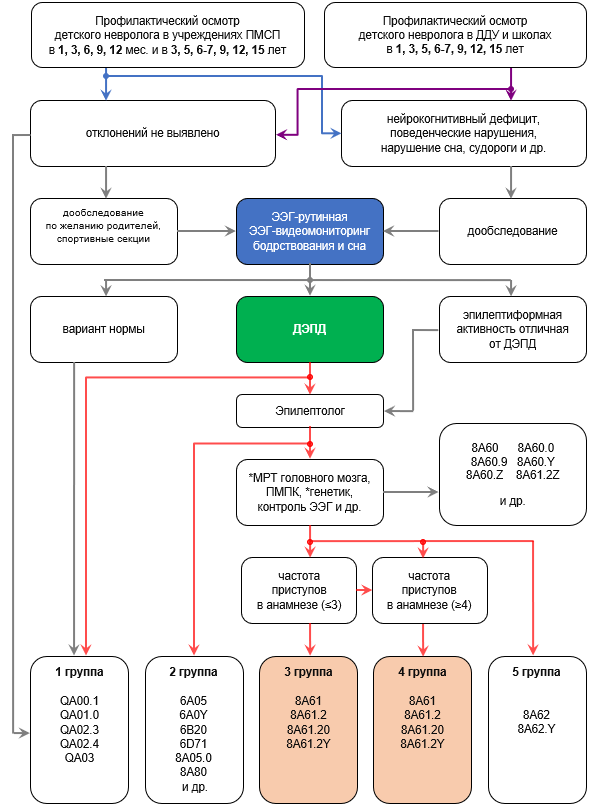 Профилактический осмотр
детского невролога в учреждениях ПМСП
в 1, 3, 6, 9, 12 мес. и в 3, 5, 6-7, 9, 12, 15 лет
Профилактический осмотр
детского невролога в ДДУ и школах
в 1, 3, 5, 6-7, 9, 12, 15 лет
отклонений не выявлено
нейрокогнитивный дефицит,
поведенческие нарушения,
нарушение сна, судороги и др.
дообследование
по желанию родителей,
спортивные секции
ЭЭГ-рутинная
ЭЭГ-видеомониторинг
бодрствования и сна
дообследование
вариант нормы
ДЭПД
эпилептиформная
активность отличная
от ДЭПД
Эпилептолог
*МРТ головного мозга,
ПМПК, *генетик,
контроль ЭЭГ и др.
8A60 8A60.0
8A60.9 8A60.Y
8A60.Z 8A61.2Z
и др.
частота
приступов
в анамнезе (≤3)
частота
приступов
в анамнезе (≥4)
1 группа
QA00.1
QA01.0
QA02.3
QA02.4
QA03
2 группа
6A05
6A0Y
6B20
6D71
8A05.0
8A80
и др.
3 группа
8A61
8A61.2
8A61.20
8A61.2Y
4 группа
8A61
8A61.2
8A61.20
8A61.2Y
5 группа
8A62
8A62.Y